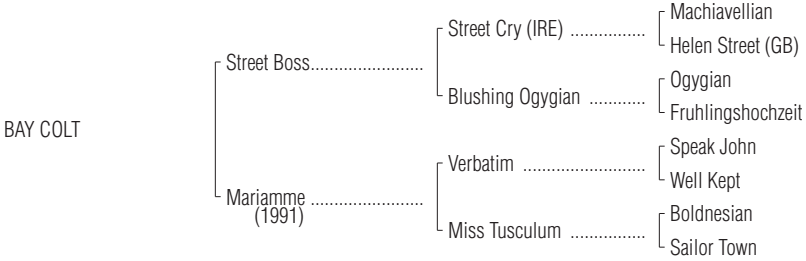 Machiavellian
Street Cry (IRE) ................
Helen Street (GB)
Street Boss........................
Ogygian
Blushing Ogygian ............
Fruhlingshochzeit
BAY COLT
Speak John
Verbatim ..........................
Well Kept
Mariamme ........................
(1991)
Boldnesian
Miss Tusculum ................
Sailor Town